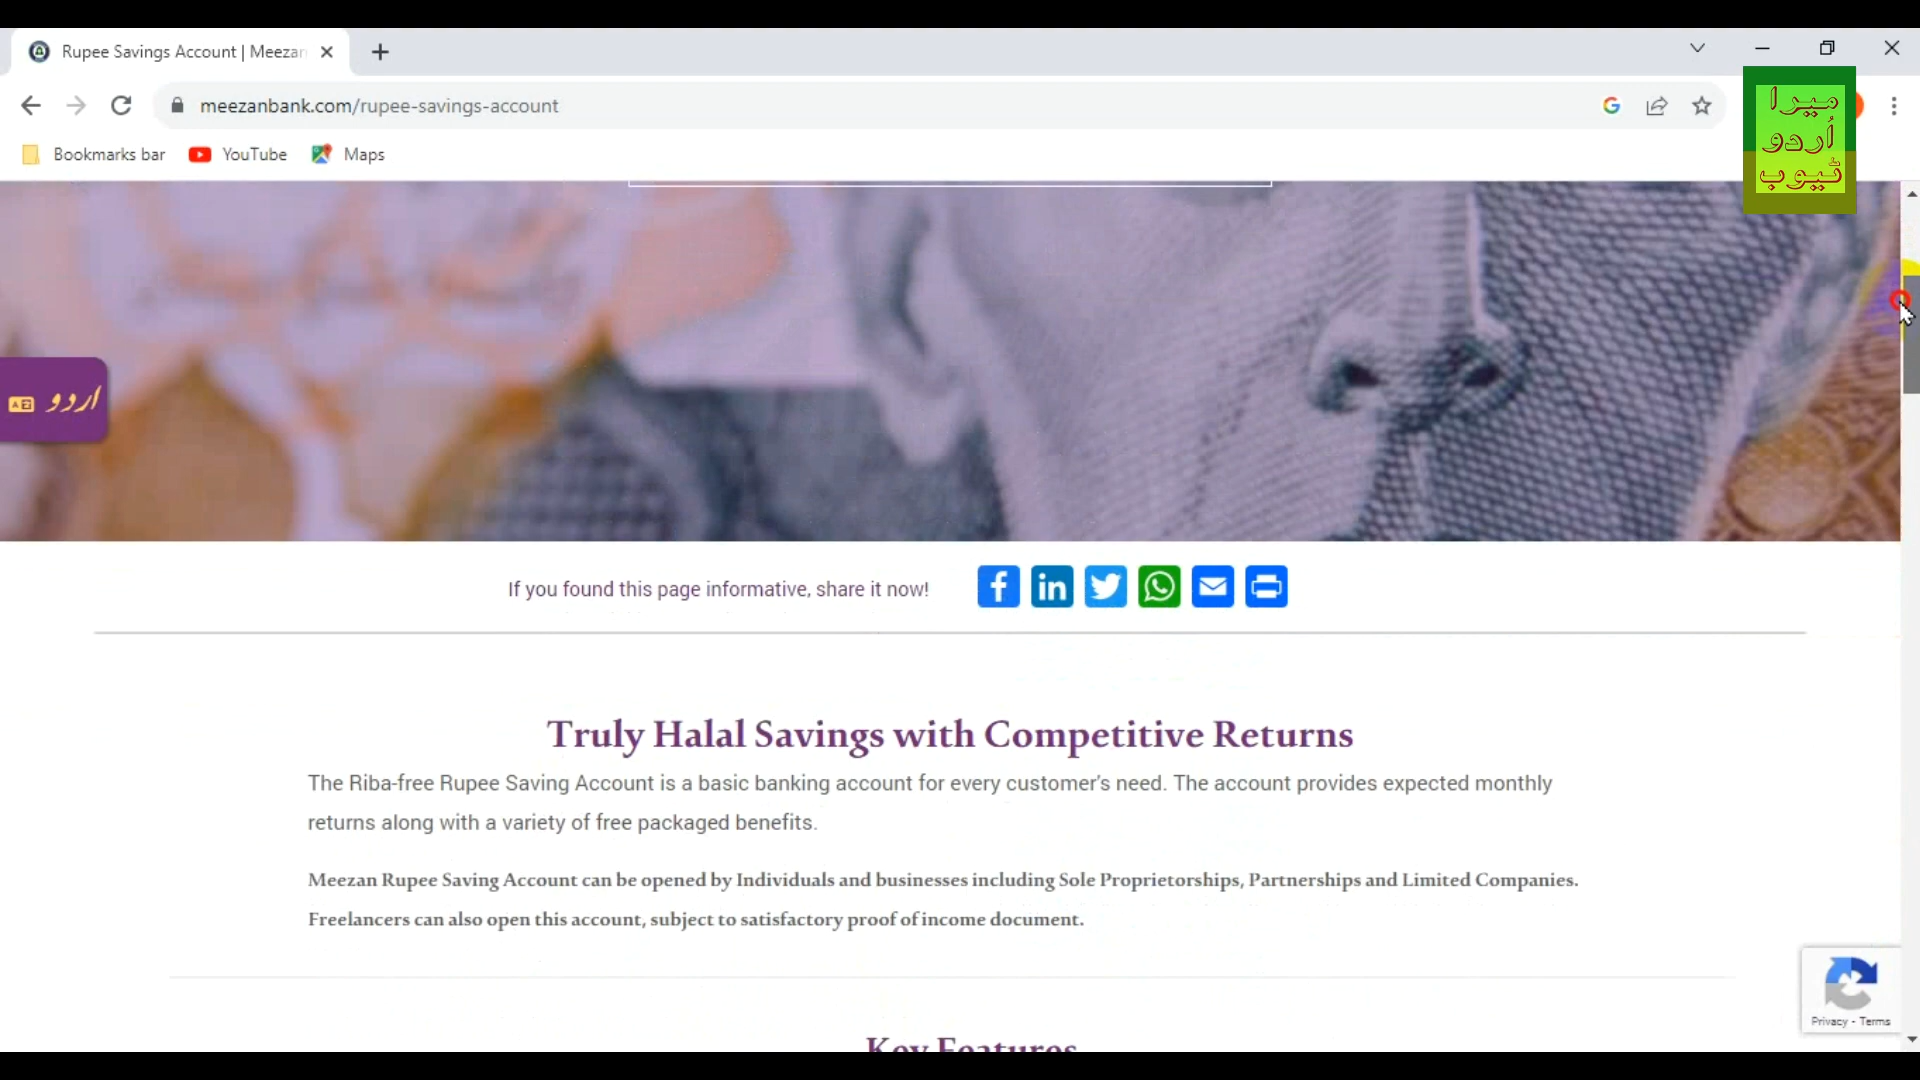 Rupee Savings Account | Meezan
meezanbank.com/rupee-savings-account
Bookmarks bar
YouTube
Maps
میرا
اُردو
ٹیوب
اردو
If you found this page informative, share it now!
Truly Halal Savings with Competitive Returns
The Riba-free Rupee Saving Account is a basic banking account for every customer's need. The account provides expected monthly
returns along with a variety of free packaged benefits.
Meezan Rupee Saving Account can be opened by Individuals and businesses including Sole Proprietorships, Partnerships and Limited Companies.
Freelancers can also open this account, subject to satisfactory proof of income document.
Privacy - Terms
Key Features